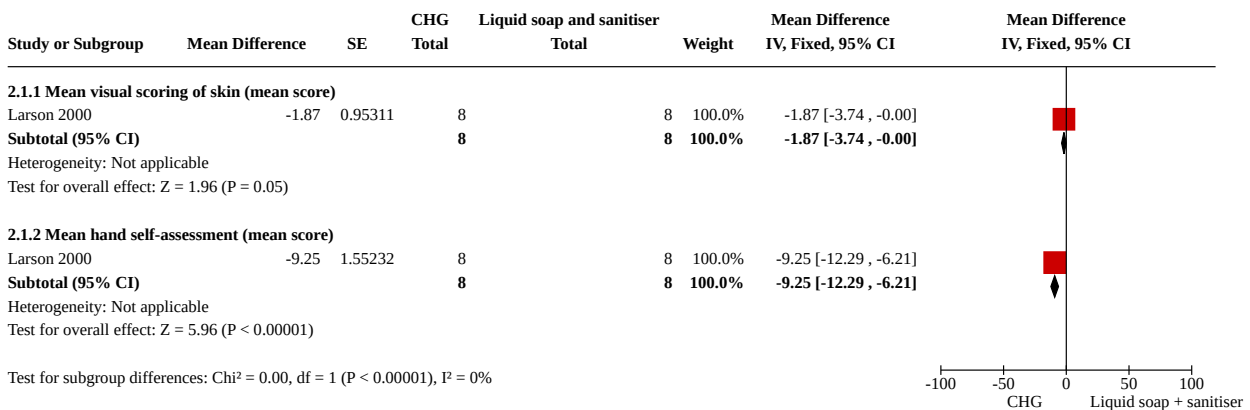 CHG Liquid soap and sanitiser Mean Difference Mean Difference
Study or Subgroup Mean Difference SE Total Total Weight IV, Fixed, 95% CI IV, Fixed, 95% CI
2.1.1 Mean visual scoring of skin (mean score)
Larson 2000 -1.87 0.95311 8 8 100.0% -1.87 [-3.74 , -0.00]
Subtotal (95% CI) 8 8 100.0% -1.87 [-3.74 , -0.00]
Heterogeneity: Not applicable
Test for overall effect: Z = 1.96 (P = 0.05)
2.1.2 Mean hand self-assessment (mean score)
Larson 2000 -9.25 1.55232 8 8 100.0% -9.25 [-12.29 , -6.21]
Subtotal (95% CI) 8 8 100.0% -9.25 [-12.29 , -6.21]
Heterogeneity: Not applicable
Test for overall effect: Z = 5.96 (P < 0.00001)
Test for subgroup differences: Chi² = 0.00, df = 1 (P < 0.00001), I² = 0%
-100 -50 0 50 100
CHG Liquid soap + sanitiser